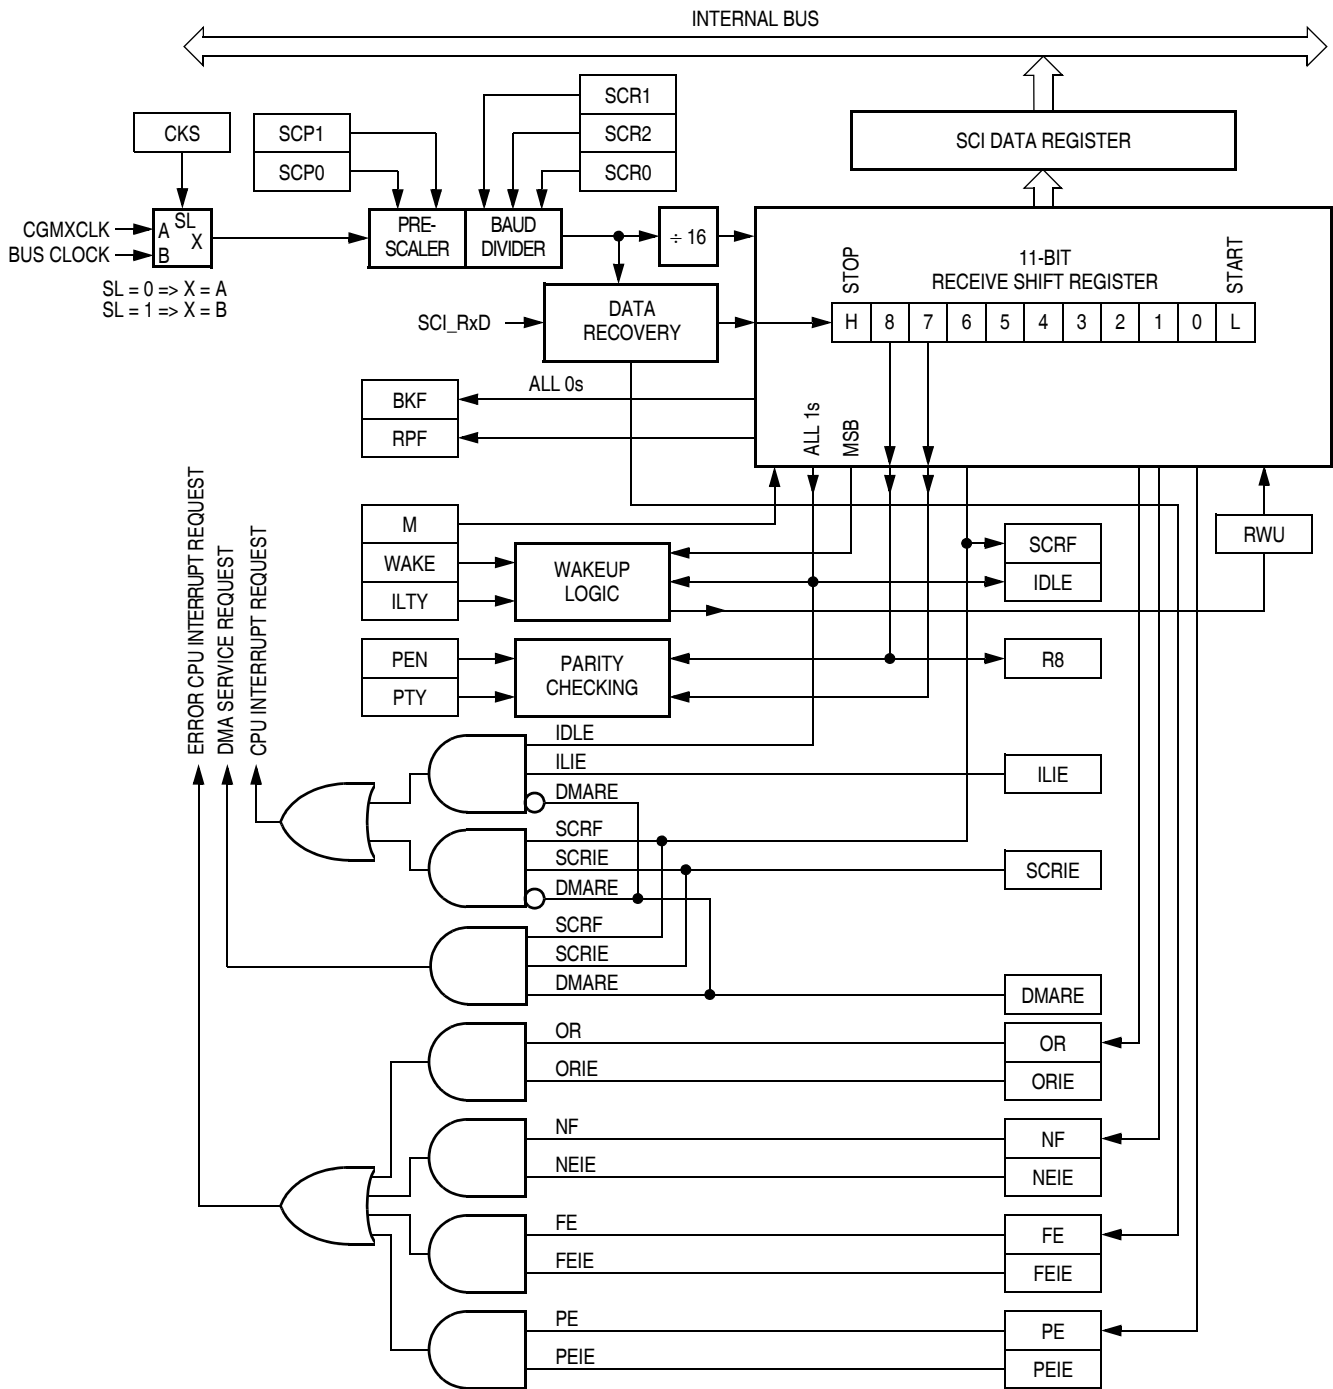 INTERNAL BUS
SCR1
SCR2
SCR0
CKS
SCP1
SCP0
SCI DATA REGISTER
CGMXCLK
BUS CLOCK
A
SL
X
B
SL = 0 => X = A
SL = 1 => X = B
PRE-
SCALER
BAUD
DIVIDER
÷ 16
STOP
11-BIT
RECEIVE SHIFT REGISTER
START
H 8 7 6 5 4 3 2 1 0 L
SCI_RxD
DATA
RECOVERY
ALL 0s
BKF
RPF
ALL 1s
MSB
ERROR CPU INTERRUPT REQUEST
DMA SERVICE REQUEST
CPU INTERRUPT REQUEST
M
WAKE
ILTY
WAKEUP
LOGIC
SCRF
IDLE
RWU
PEN
PTY
PARITY
CHECKING
R8
IDLE
ILIE
DMARE
ILIE
SCRF
SCRIE
DMARE
SCRIE
SCRF
SCRIE
DMARE
DMARE
OR
ORIE
OR
ORIE
NF
NEIE
NF
NEIE
FE
FEIE
FE
FEIE
PE
PEIE
PE
PEIE